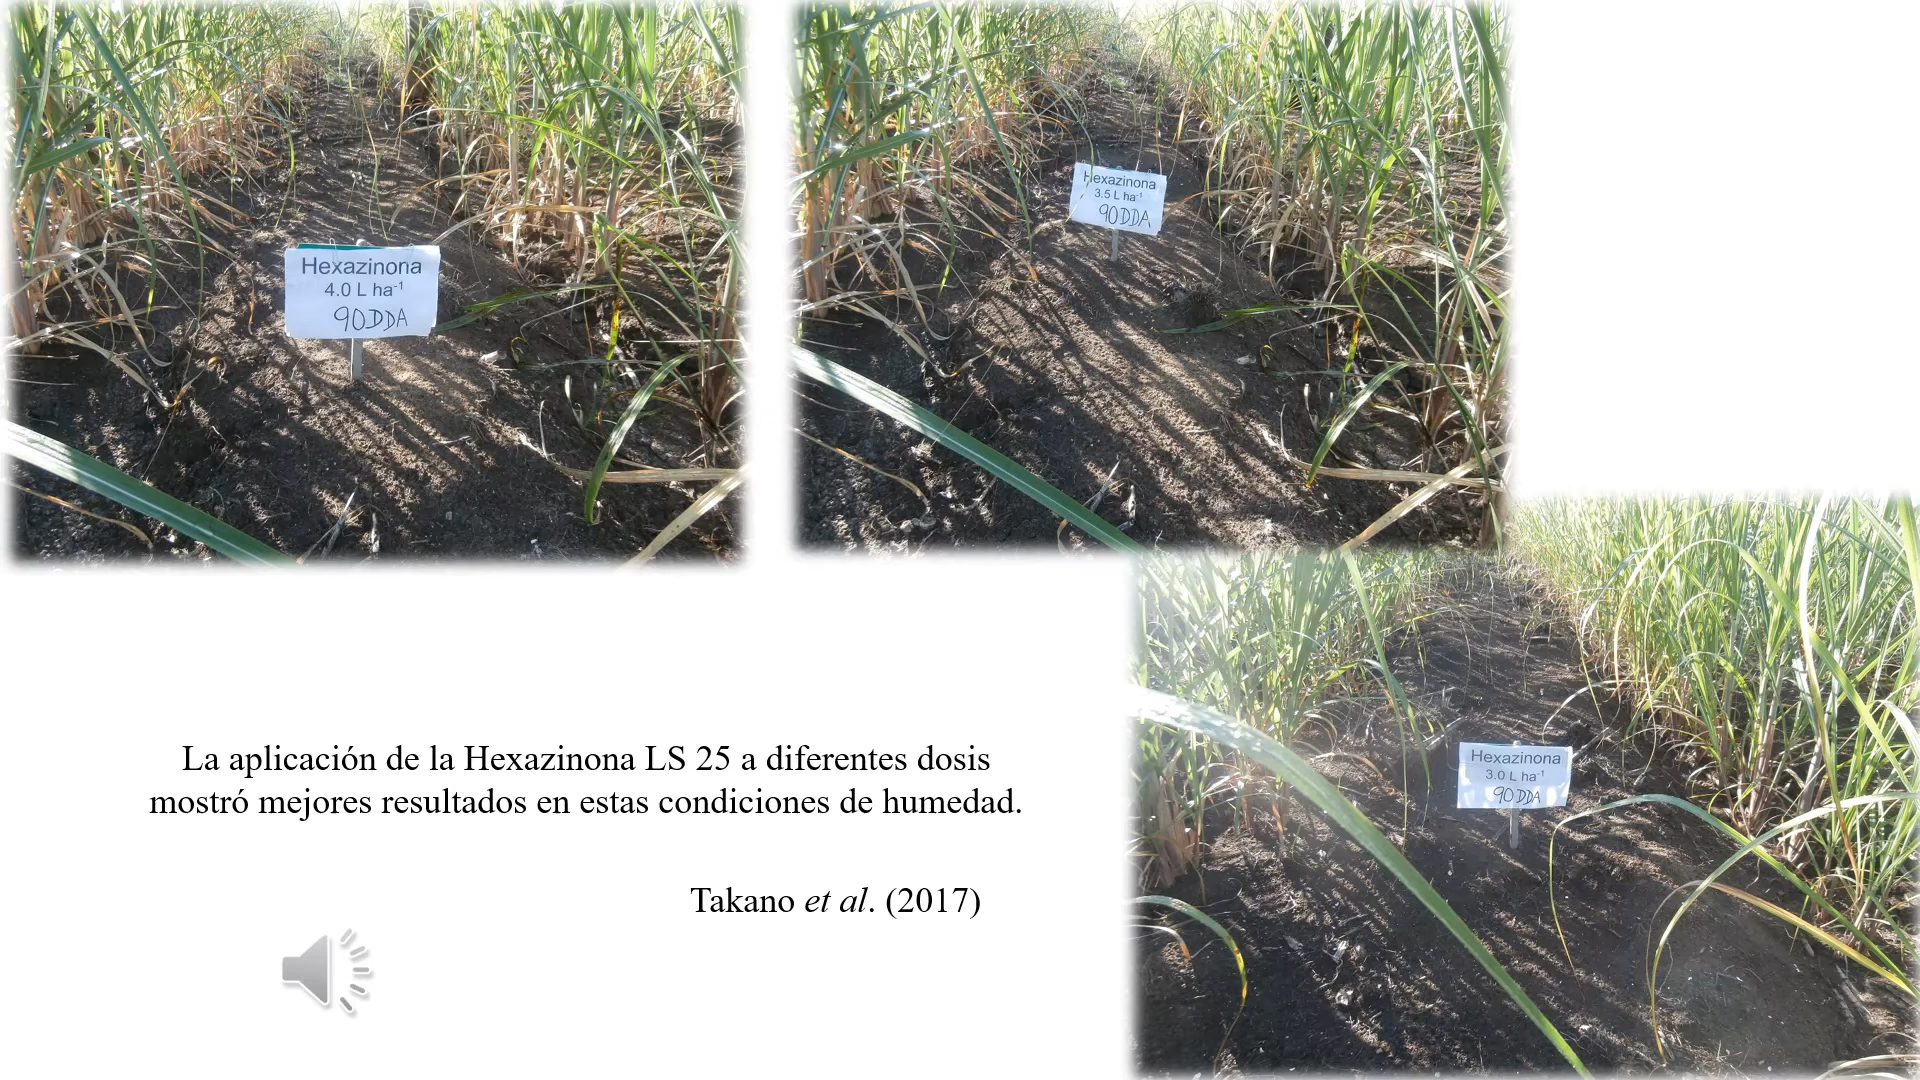 Hexazinona
4.0 L ha⁻¹
90DDA
Hexazinona
3.5 L ha⁻¹
90DDA
Hexazinona
3.0 L ha⁻¹
90DDA
La aplicación de la Hexazinona LS 25 a diferentes dosis
mostró mejores resultados en estas condiciones de humedad.
Takano et al. (2017)